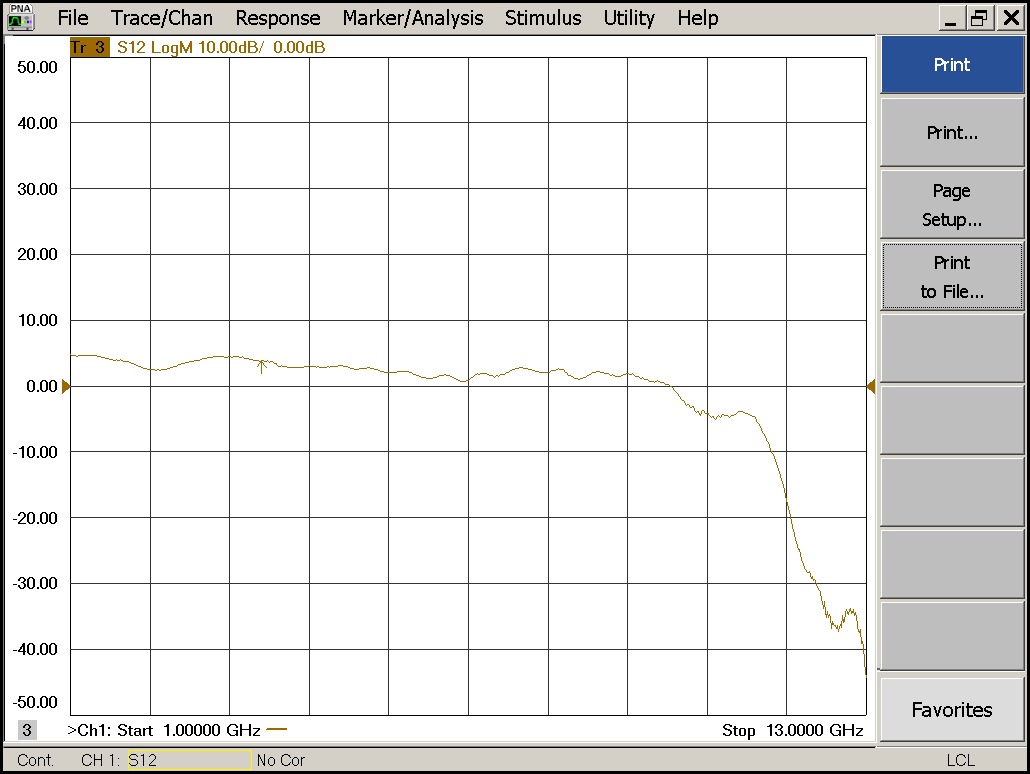 PNA
File Trace/Chan Response Marker/Analysis Stimulus Utility Help
Tr 3 S12 LogM 10.00dB/ 0.00dB
50.00
40.00
30.00
20.00
10.00
0.00
-10.00
-20.00
-30.00
-40.00
-50.00
3 >Ch1: Start 1.00000 GHz Stop 13.0000 GHz
Cont. CH 1: S12 No Cor LCL
Print
Print...
Page
Setup...
Print
to File...
Favorites